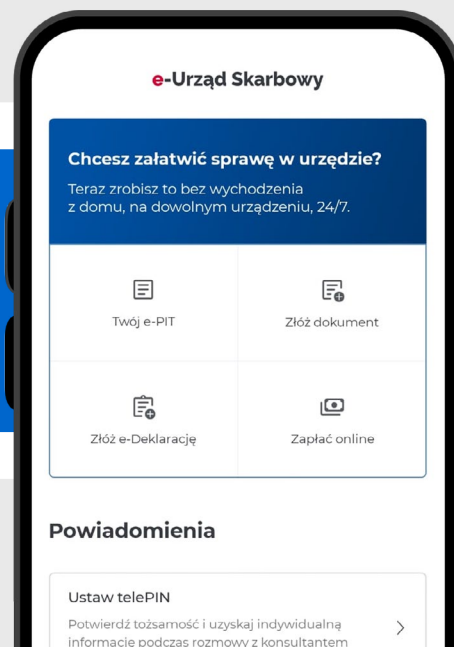 e-Urząd Skarbowy
Chcesz załatwić sprawę w urzędzie?
Teraz zrobisz to bez wychodzenia
z domu, na dowolnym urządzeniu, 24/7.
Twój e-PIT
Złóż dokument
Złóż e-Deklarację
Zapłać online
Powiadomienia
Ustaw telePIN
Potwierdź tożsamość i uzyskaj indywidualną
informację podczas rozmowy z konsultantem